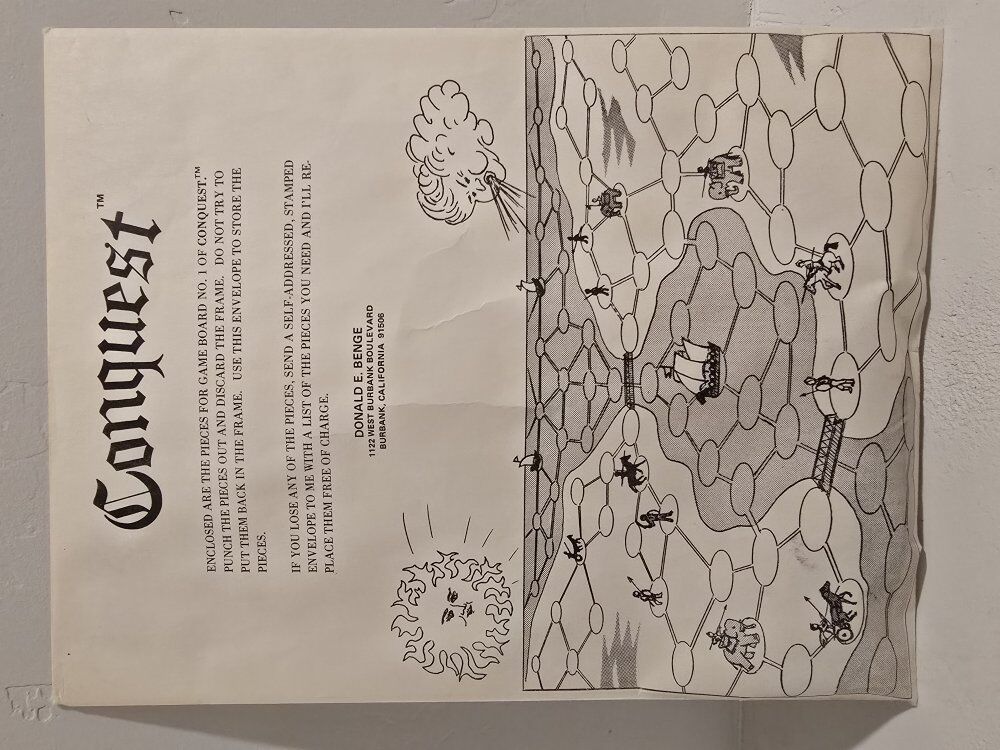 Conquest™
ENCLOSED ARE THE PIECES FOR GAME BOARD NO. 1 OF CONQUEST.™
PUNCH THE PIECES OUT AND DISCARD THE FRAME. DO NOT TRY TO
PUT THEM BACK IN THE FRAME. USE THIS ENVELOPE TO STORE THE
PIECES.
IF YOU LOSE ANY OF THE PIECES, SEND A SELF-ADDRESSED, STAMPED
ENVELOPE TO ME WITH A LIST OF THE PIECES YOU NEED AND I'LL RE-
PLACE THEM FREE OF CHARGE.
DONALD E. BENGE
1122 WEST BURBANK BOULEVARD
BURBANK, CALIFORNIA 91506